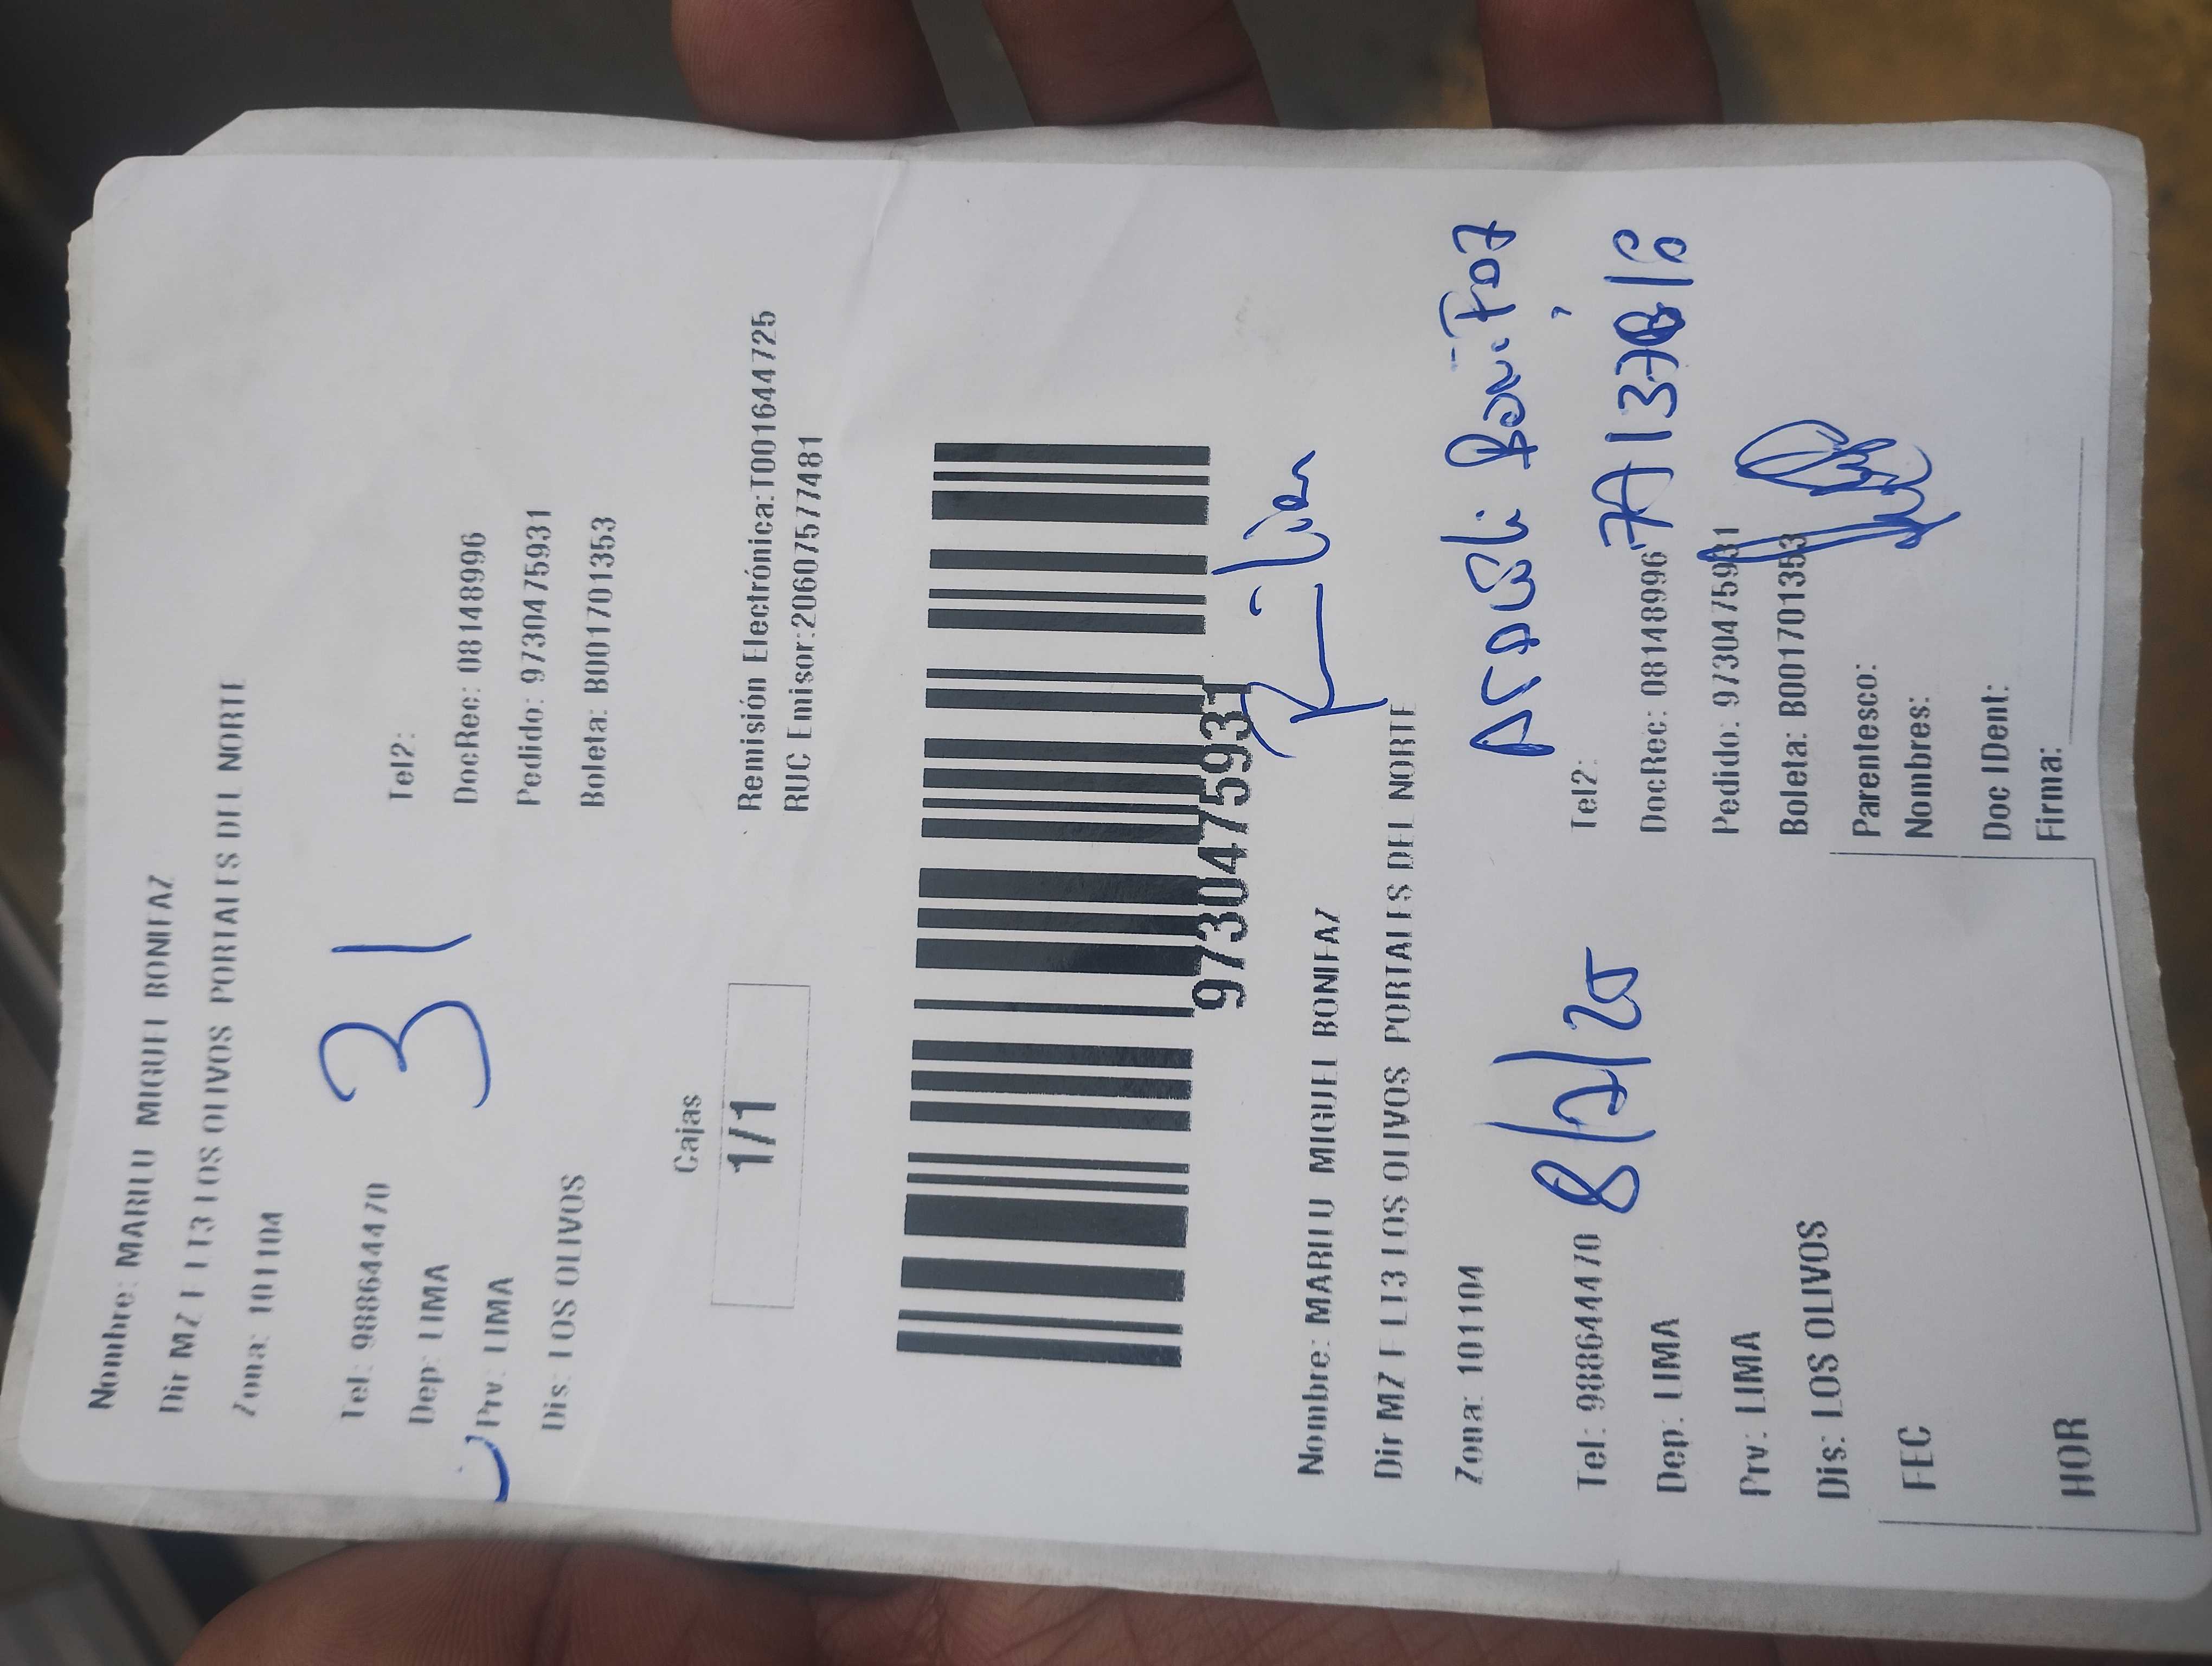 Nombre: MARILU MIGUEL BONIFAZ
Dir MZ F LT3 LOS OLIVOS PORTALES DEL NORTE
Zona: 101104
31
Tel: 988644470 Tel2:
Dep: LIMA DocRec: 08148996
Prv: LIMA Pedido: 9730475931
Dis: LOS OLIVOS Boleta: B001701353
Cajas
1/1
Remisión Electrónica:T001644725
RUC Emisor:20607577481
9730475931
Nombre: MARILU MIGUEL BONIFAZ
Dir MZ F LT3 LOS OLIVOS PORTALES DEL NORTE
Zona: 101104
Bonifaz
Tel: 988644470 Tel2:
Dep: LIMA DocRec: 08148996
Prv: LIMA Pedido: 9730475931
Dis: LOS OLIVOS Boleta: B001701353
FEC Parentesco:
Nombres:
HOR Doc IDent:
Firma: